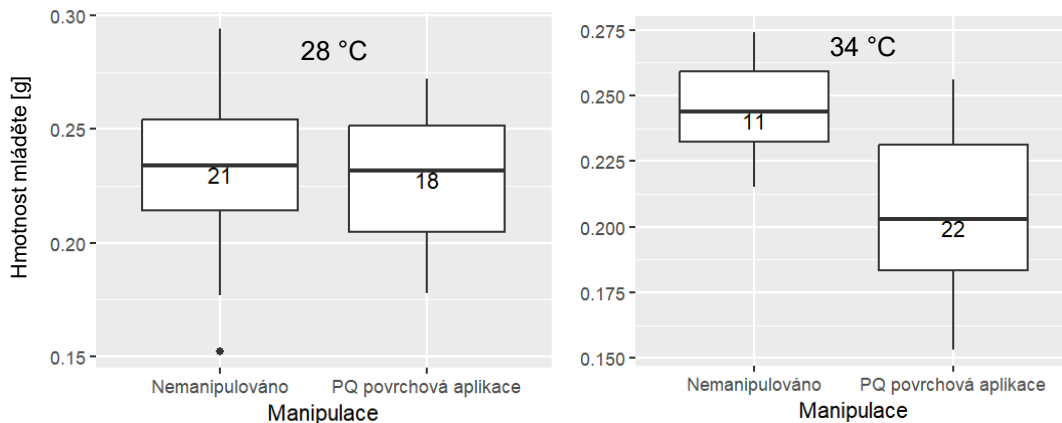 Hmotnost mláděte [g]
0.30
0.25
0.20
0.15
28 °C
21
18
Nemanipulováno
PQ povrchová aplikace
Manipulace
0.275
0.250
0.225
0.200
0.175
0.150
34 °C
11
22
Nemanipulováno
PQ povrchová aplikace
Manipulace